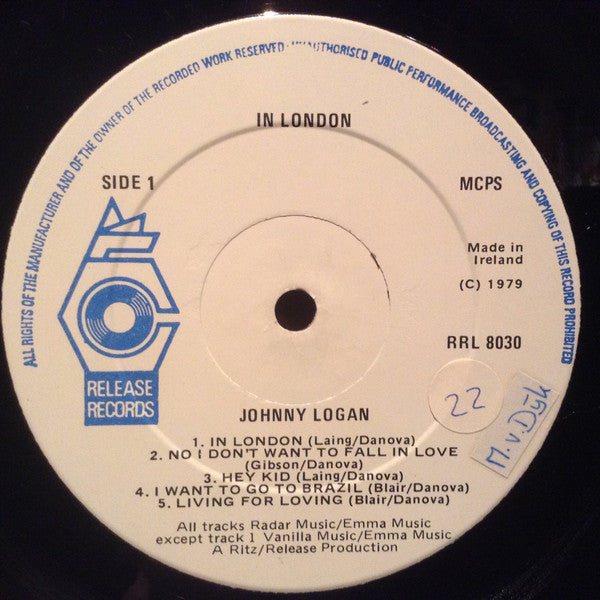 ALL RIGHTS OF THE MANUFACTURER AND OF THE OWNER OF THE RECORDED WORK RESERVED · UNAUTHORISED PUBLIC PERFORMANCE BROADCASTING AND COPYING OF THIS RECORD PROHIBITED
IN LONDON
SIDE 1
MCPS
Made in
Ireland
(C) 1979
RRL 8030
RELEASE
RECORDS
22
M.v.Dijk
JOHNNY LOGAN
1. IN LONDON (Laing/Danova)
2. NO I DON'T WANT TO FALL IN LOVE
(Gibson/Danova)
3. HEY KID (Laing/Danova)
4. I WANT TO GO TO BRAZIL (Blair/Danova)
5. LIVING FOR LOVING (Blair/Danova)
All tracks Radar Music/Emma Music
except track 1 Vanilla Music/Emma Music
A Ritz/Release Production